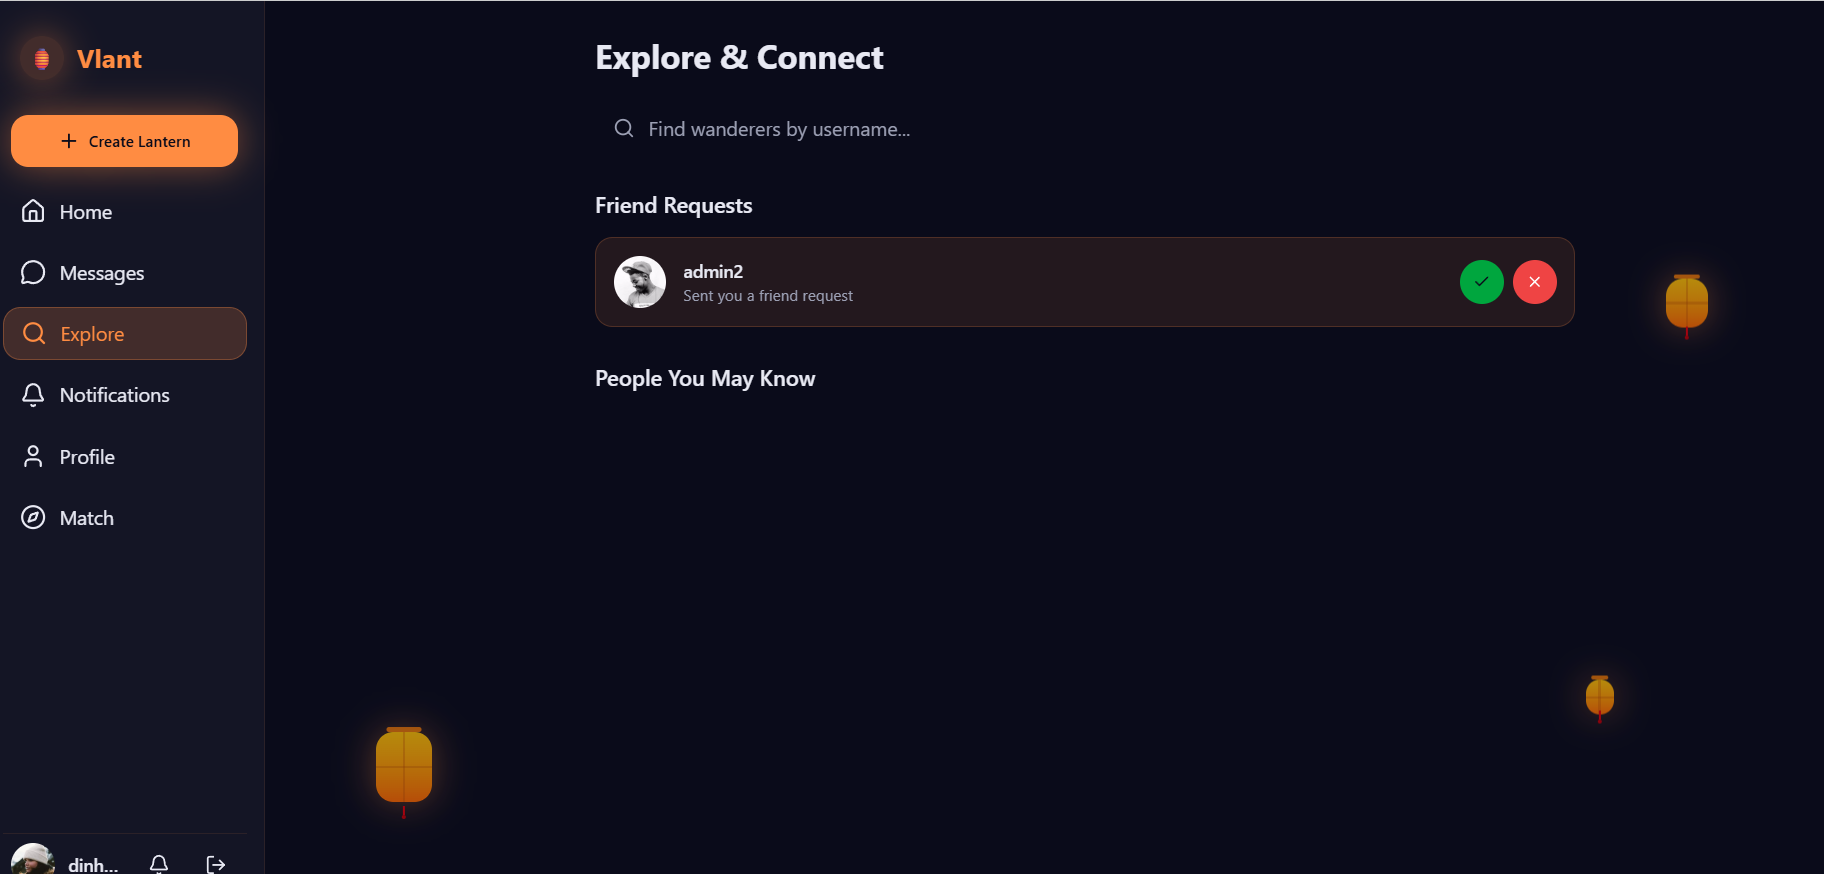 Vlant
Create Lantern
Home
Messages
Explore
Notifications
Profile
Match
dinh...
Explore & Connect
Find wanderers by username...
Friend Requests
admin2
Sent you a friend request
People You May Know